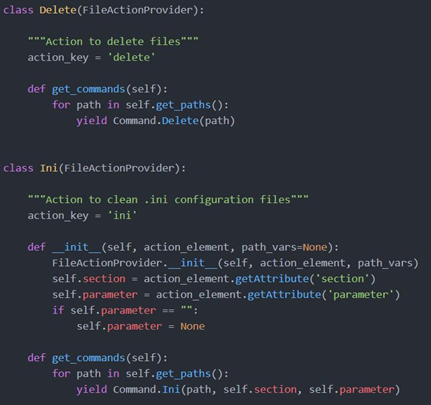 class Delete(FileActionProvider):
    """Action to delete files"""
    action_key = 'delete'
    def get_commands(self):
        for path in self.get_paths():
            yield Command.Delete(path)
class Ini(FileActionProvider):
    """Action to clean .ini configuration files"""
    action_key = 'ini'
    def __init__(self, action_element, path_vars=None):
        FileActionProvider.__init__(self, action_element, path_vars)
        self.section = action_element.getAttribute('section')
        self.parameter = action_element.getAttribute('parameter')
        if self.parameter == "":
            self.parameter = None
    def get_commands(self):
        for path in self.get_paths():
            yield Command.Ini(path, self.section, self.parameter)